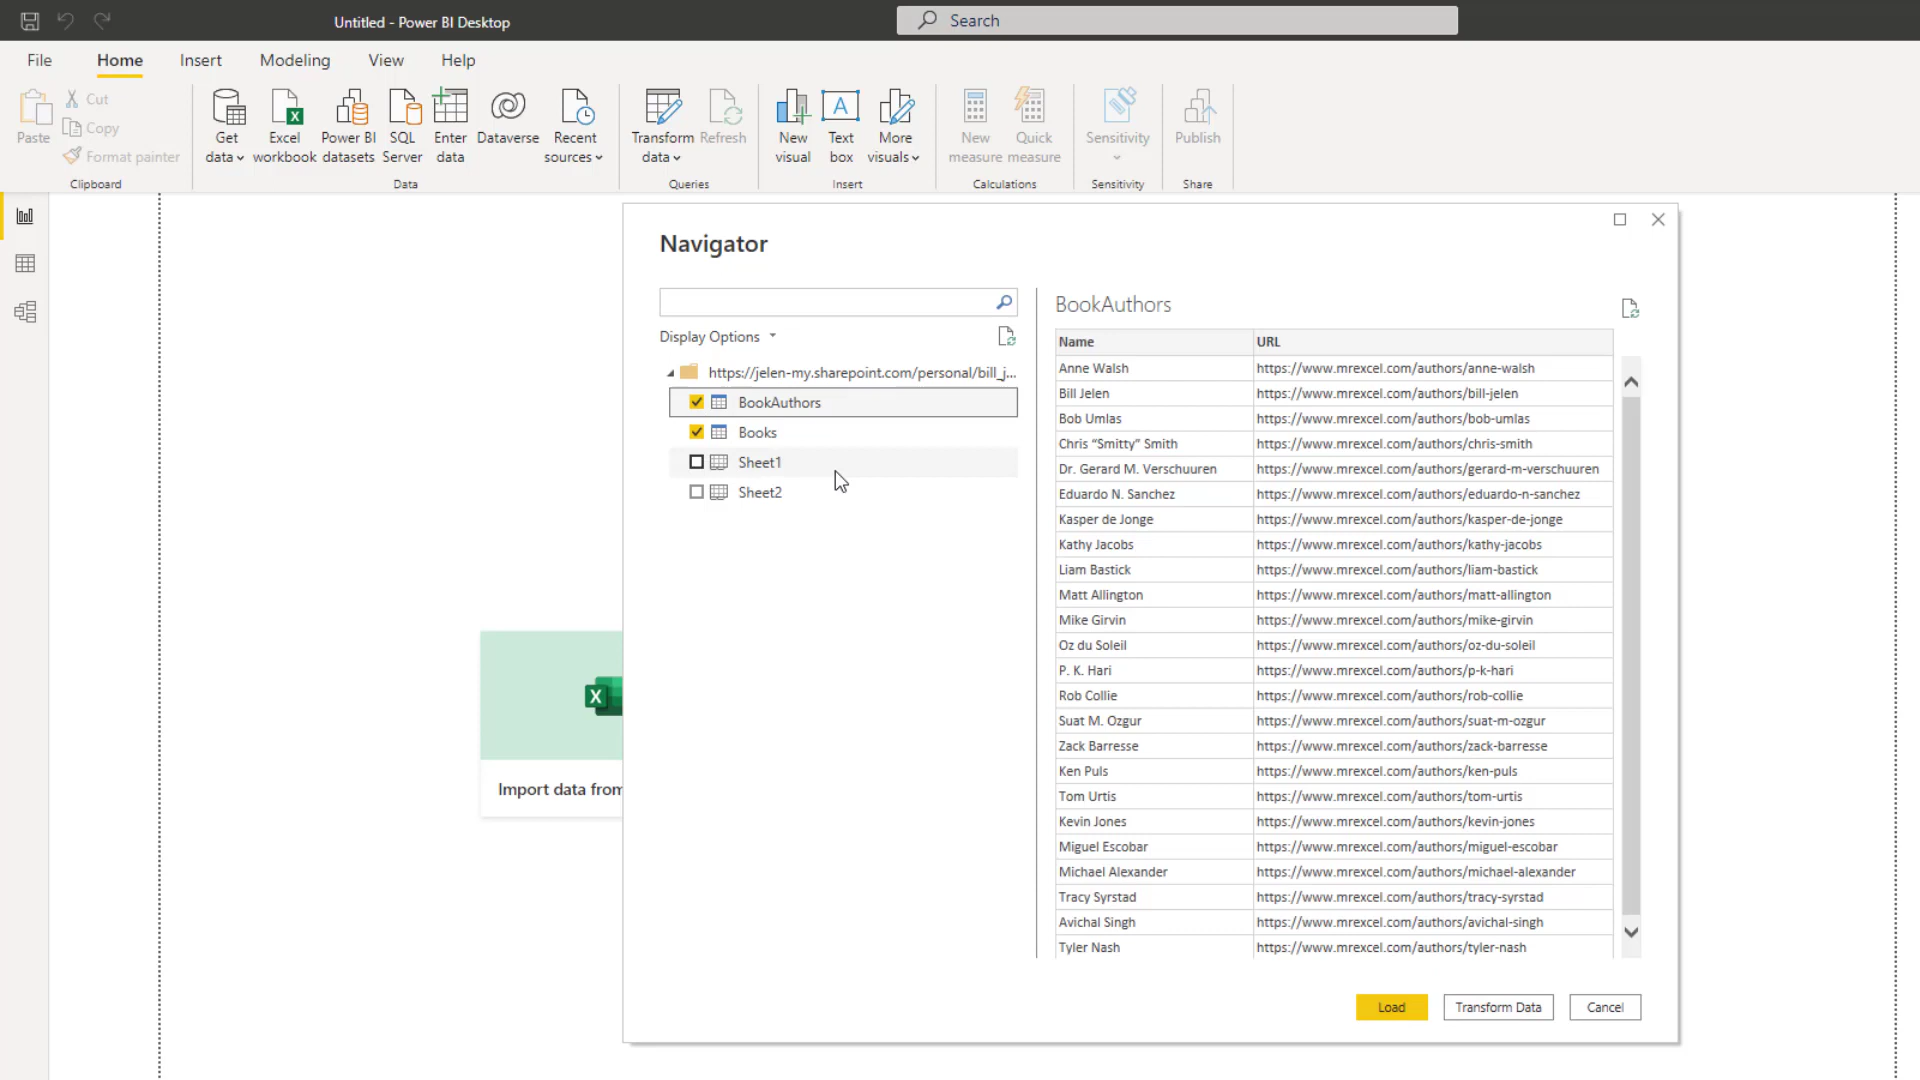 Untitled - Power BI Desktop
Search
File Home Insert Modeling View Help
Paste
Cut
Copy
Format painter
Clipboard
Get data
Excel workbook
Power BI datasets
SQL Server
Enter data
Dataverse
Recent sources
Data
Transform data
Refresh
Queries
New visual
A
Text box
More visuals
Insert
New measure
Quick measure
Calculations
Sensitivity
Sensitivity
Publish
Share
Navigator
Display Options
https://jelen-my.sharepoint.com/personal/bill_j...
BookAuthors
Books
Sheet1
Sheet2
X
Import data from
BookAuthors
Name URL
Anne Walsh https://www.mrexcel.com/authors/anne-walsh
Bill Jelen https://www.mrexcel.com/authors/bill-jelen
Bob Umlas https://www.mrexcel.com/authors/bob-umlas
Chris “Smitty” Smith https://www.mrexcel.com/authors/chris-smith
Dr. Gerard M. Verschuuren https://www.mrexcel.com/authors/gerard-m-verschuuren
Eduardo N. Sanchez https://www.mrexcel.com/authors/eduardo-n-sanchez
Kasper de Jonge https://www.mrexcel.com/authors/kasper-de-jonge
Kathy Jacobs https://www.mrexcel.com/authors/kathy-jacobs
Liam Bastick https://www.mrexcel.com/authors/liam-bastick
Matt Allington https://www.mrexcel.com/authors/matt-allington
Mike Girvin https://www.mrexcel.com/authors/mike-girvin
Oz du Soleil https://www.mrexcel.com/authors/oz-du-soleil
P. K. Hari https://www.mrexcel.com/authors/p-k-hari
Rob Collie https://www.mrexcel.com/authors/rob-collie
Suat M. Ozgur https://www.mrexcel.com/authors/suat-m-ozgur
Zack Barresse https://www.mrexcel.com/authors/zack-barresse
Ken Puls https://www.mrexcel.com/authors/ken-puls
Tom Urtis https://www.mrexcel.com/authors/tom-urtis
Kevin Jones https://www.mrexcel.com/authors/kevin-jones
Miguel Escobar https://www.mrexcel.com/authors/miguel-escobar
Michael Alexander https://www.mrexcel.com/authors/michael-alexander
Tracy Syrstad https://www.mrexcel.com/authors/tracy-syrstad
Avichal Singh https://www.mrexcel.com/authors/avichal-singh
Tyler Nash https://www.mrexcel.com/authors/tyler-nash
Load Transform Data Cancel